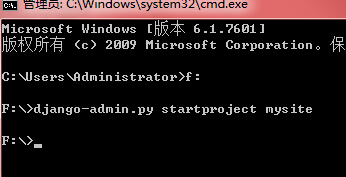 管理员: C:\Windows\system32\cmd.exe
Microsoft Windows [版本 6.1.7601]
版权所有 (c) 2009 Microsoft Corporation。保
C:\Users\Administrator>f:
F:\>django-admin.py startproject mysite
F:\>_